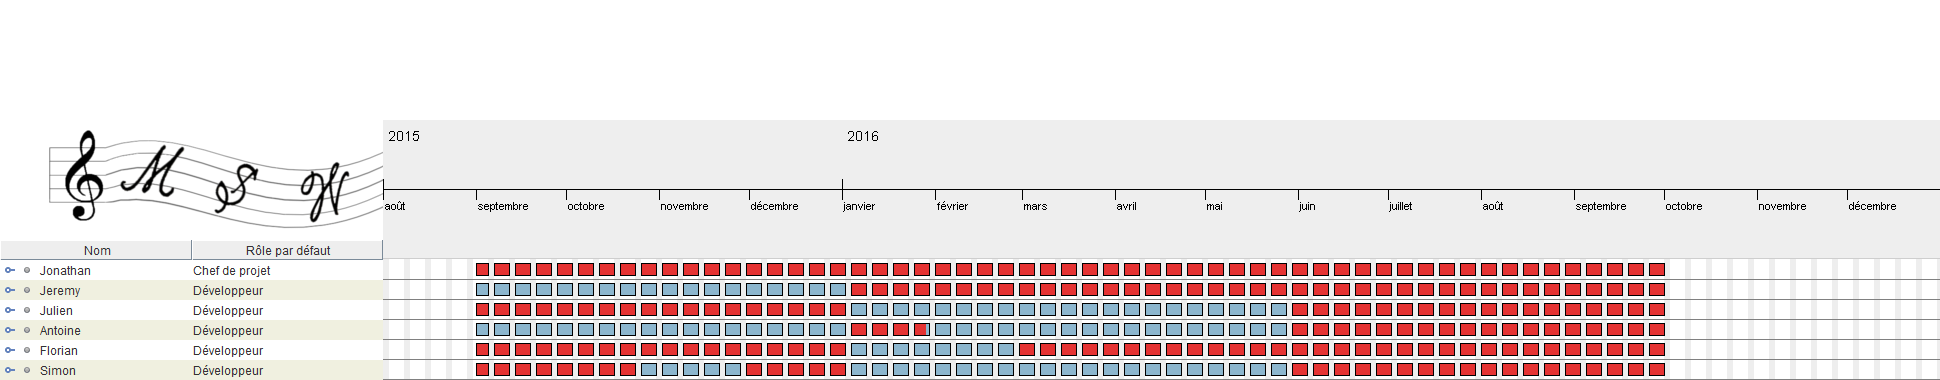 2015 2016
M S W
août septembre octobre novembre décembre janvier février mars avril mai juin juillet août septembre octobre novembre décembre
Nom Rôle par défaut
Jonathan Chef de projet
Jeremy Développeur
Julien Développeur
Antoine Développeur
Florian Développeur
Simon Développeur